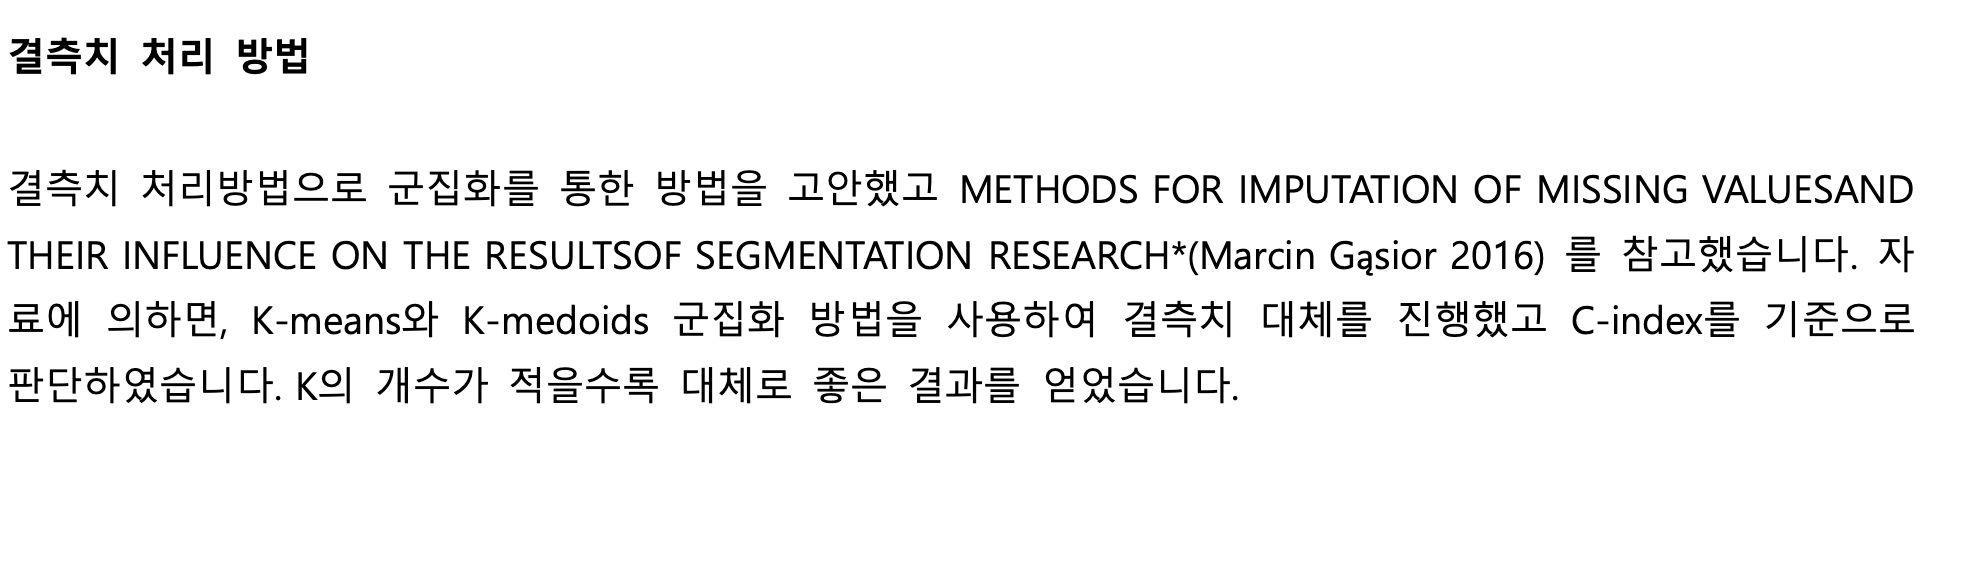 결측치 처리 방법
결측치 처리방법으로 군집화를 통한 방법을 고안했고 METHODS FOR IMPUTATION OF MISSING VALUESAND
THEIR INFLUENCE ON THE RESULTSOF SEGMENTATION RESEARCH*(Marcin Gąsior 2016) 를 참고했습니다. 자
료에 의하면, K-means와 K-medoids 군집화 방법을 사용하여 결측치 대체를 진행했고 C-index를 기준으로
판단하였습니다. K의 개수가 적을수록 대체로 좋은 결과를 얻었습니다.